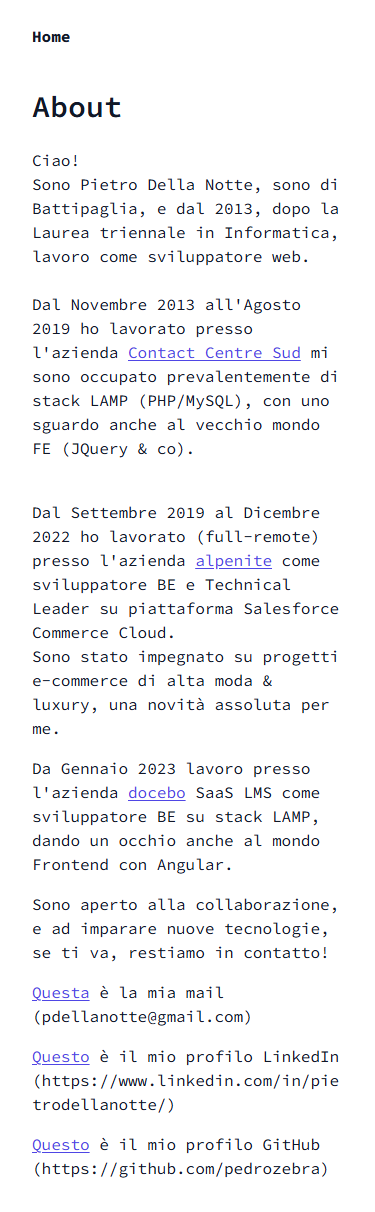 Home
About
Ciao!
Sono Pietro Della Notte, sono di
Battipaglia, e dal 2013, dopo la
Laurea triennale in Informatica,
lavoro come sviluppatore web.
Dal Novembre 2013 all'Agosto
2019 ho lavorato presso
l'azienda Contact Centre Sud mi
sono occupato prevalentemente di
stack LAMP (PHP/MySQL), con uno
sguardo anche al vecchio mondo
FE (JQuery & co).
Dal Settembre 2019 al Dicembre
2022 ho lavorato (full-remote)
presso l'azienda alpenite come
sviluppatore BE e Technical
Leader su piattaforma Salesforce
Commerce Cloud.
Sono stato impegnato su progetti
e-commerce di alta moda &
luxury, una novità assoluta per
me.
Da Gennaio 2023 lavoro presso
l'azienda docebo SaaS LMS come
sviluppatore BE su stack LAMP,
dando un occhio anche al mondo
Frontend con Angular.
Sono aperto alla collaborazione,
e ad imparare nuove tecnologie,
se ti va, restiamo in contatto!
Questa è la mia mail
(pdellanotte@gmail.com)
Questo è il mio profilo LinkedIn
(https://www.linkedin.com/in/pie
trodellanotte/)
Questo è il mio profilo GitHub
(https://github.com/pedrozebra)